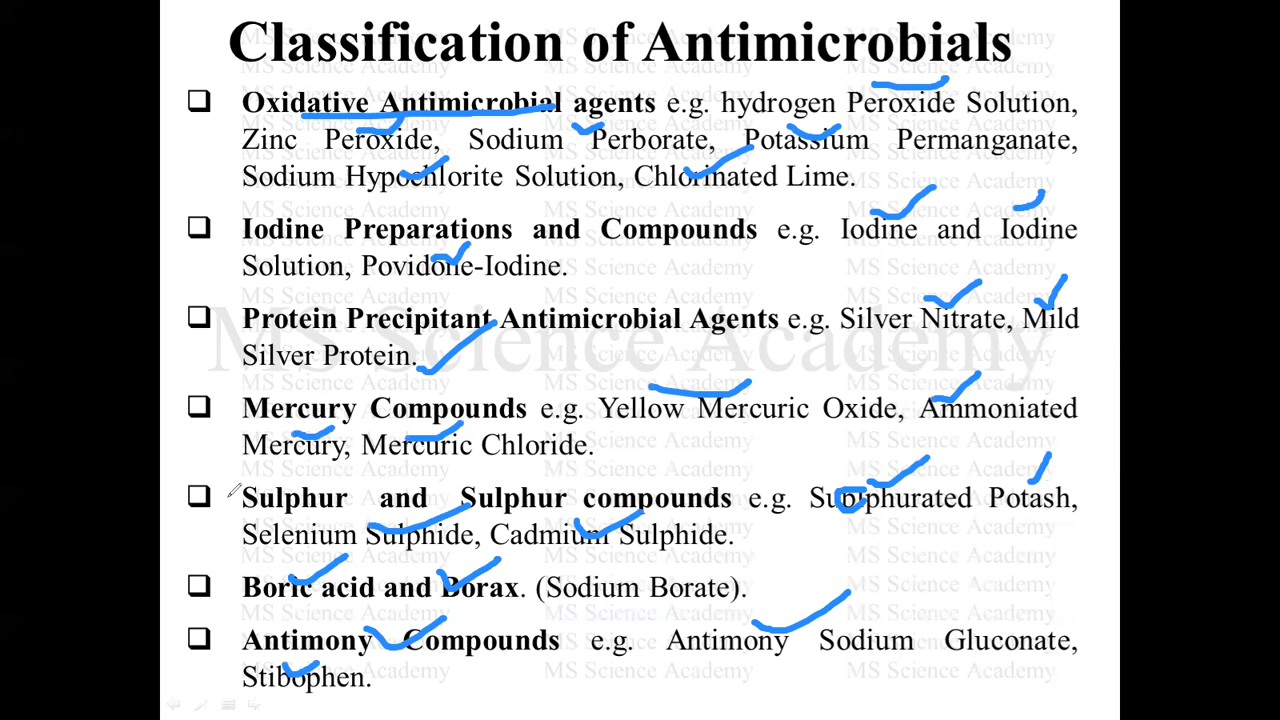 Classification of Antimicrobials
❑ Oxidative Antimicrobial agents e.g. hydrogen Peroxide Solution,
Zinc Peroxide, Sodium Perborate, Potassium Permanganate,
Sodium Hypochlorite Solution, Chlorinated Lime.
❑ Iodine Preparations and Compounds e.g. Iodine and Iodine
Solution, Povidone-Iodine.
❑ Protein Precipitant Antimicrobial Agents e.g. Silver Nitrate, Mild
Silver Protein.
❑ Mercury Compounds e.g. Yellow Mercuric Oxide, Ammoniated
Mercury, Mercuric Chloride.
❑ Sulphur and Sulphur compounds e.g. Potash,
Selenium Sulphide, Cadmium Sulphide.
❑ Boric acid and Borax. (Sodium Borate).
❑ Antimony Compounds e.g. Antimony Sodium Gluconate,
Stibophen.
MS Science Academy